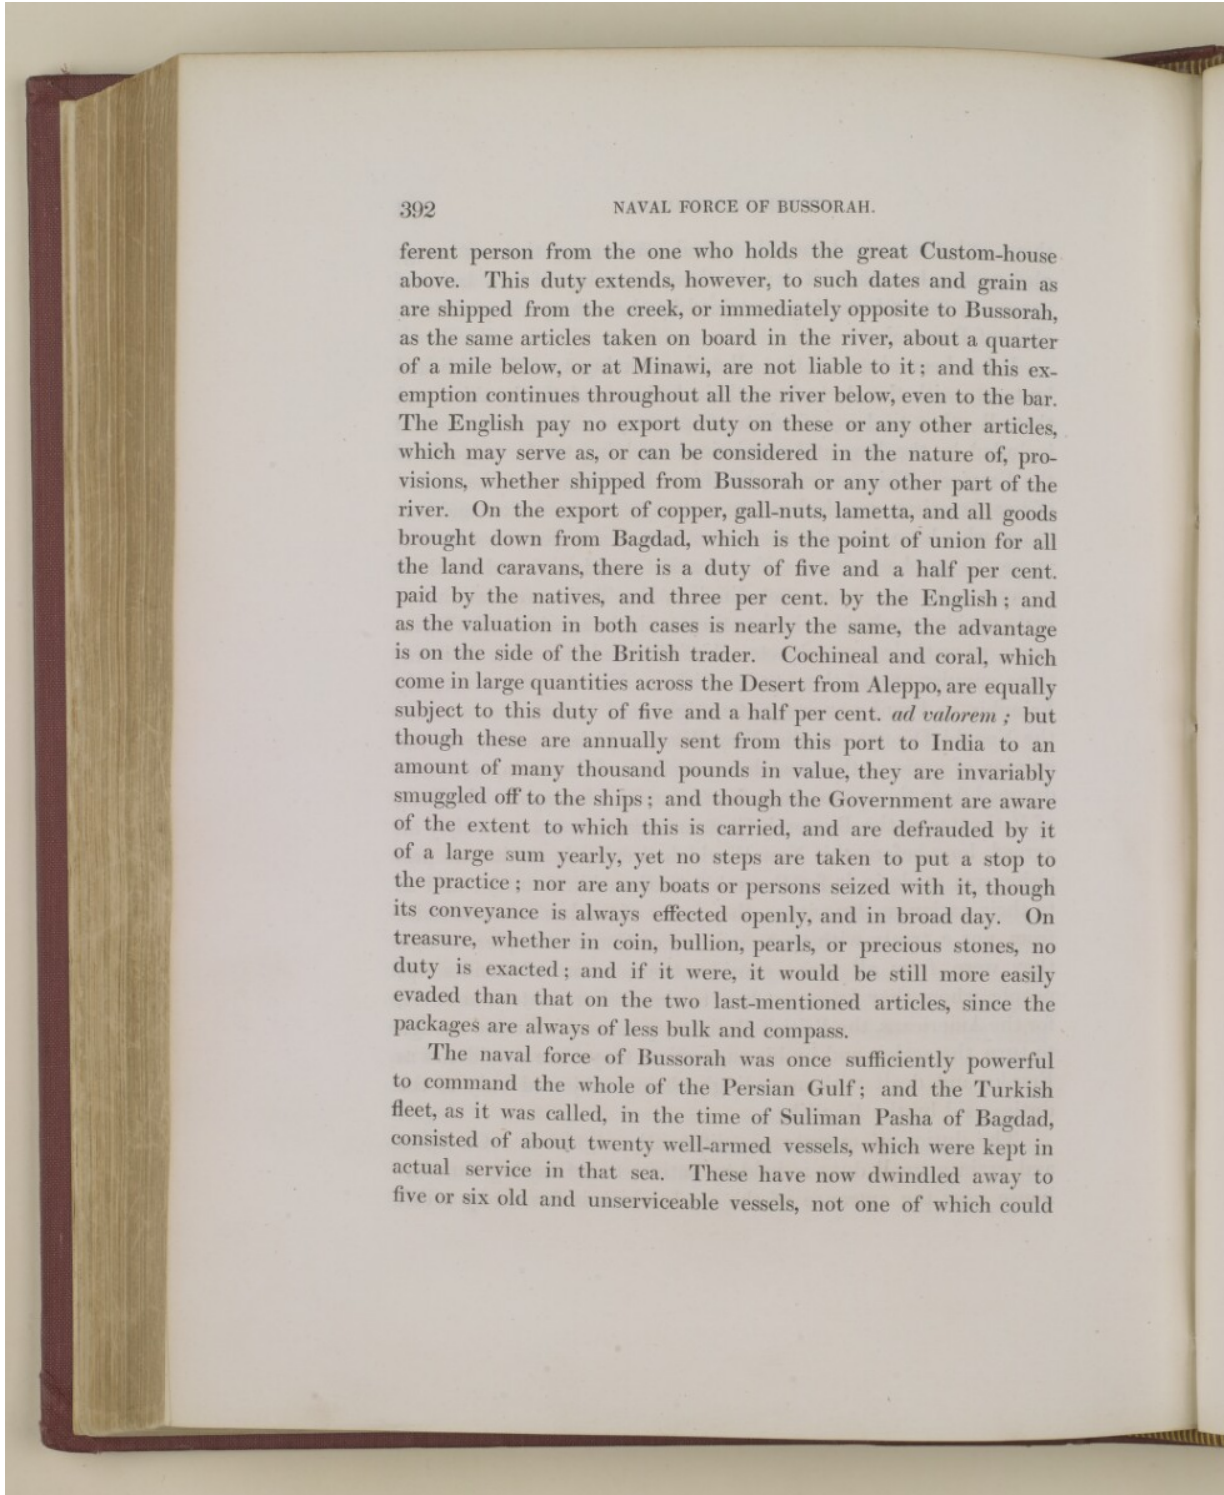 392 NAVAL FORCE OF BUSSORAH.
ferent person from the one who holds the great Custom-house
above. This duty extends, however, to such dates and grain as
are shipped from the creek, or immediately opposite to Bussorah,
as the same articles taken on board in the river, about a quarter
of a mile below, or at Minawi, are not liable to it; and this ex-
emption continues throughout all the river below, even to the bar.
The English pay no export duty on these or any other articles,
which may serve as, or can be considered in the nature of, pro-
visions, whether shipped from Bussorah or any other part of the
river. On the export of copper, gall-nuts, lametta, and all goods
brought down from Bagdad, which is the point of union for all
the land caravans, there is a duty of five and a half per cent.
paid by the natives, and three per cent. by the English; and
as the valuation in both cases is nearly the same, the advantage
is on the side of the British trader. Cochineal and coral, which
come in large quantities across the Desert from Aleppo, are equally
subject to this duty of five and a half per cent. ad valorem; but
though these are annually sent from this port to India to an
amount of many thousand pounds in value, they are invariably
smuggled off to the ships; and though the Government are aware
of the extent to which this is carried, and are defrauded by it
of a large sum yearly, yet no steps are taken to put a stop to
the practice; nor are any boats or persons seized with it, though
its conveyance is always effected openly, and in broad day. On
treasure, whether in coin, bullion, pearls, or precious stones, no
duty is exacted; and if it were, it would be still more easily
evaded than that on the two last-mentioned articles, since the
packages are always of less bulk and compass.
The naval force of Bussorah was once sufficiently powerful
to command the whole of the Persian Gulf; and the Turkish
fleet, as it was called, in the time of Suliman Pasha of Bagdad,
consisted of about twenty well-armed vessels, which were kept in
actual service in that sea. These have now dwindled away to
five or six old and unserviceable vessels, not one of which could